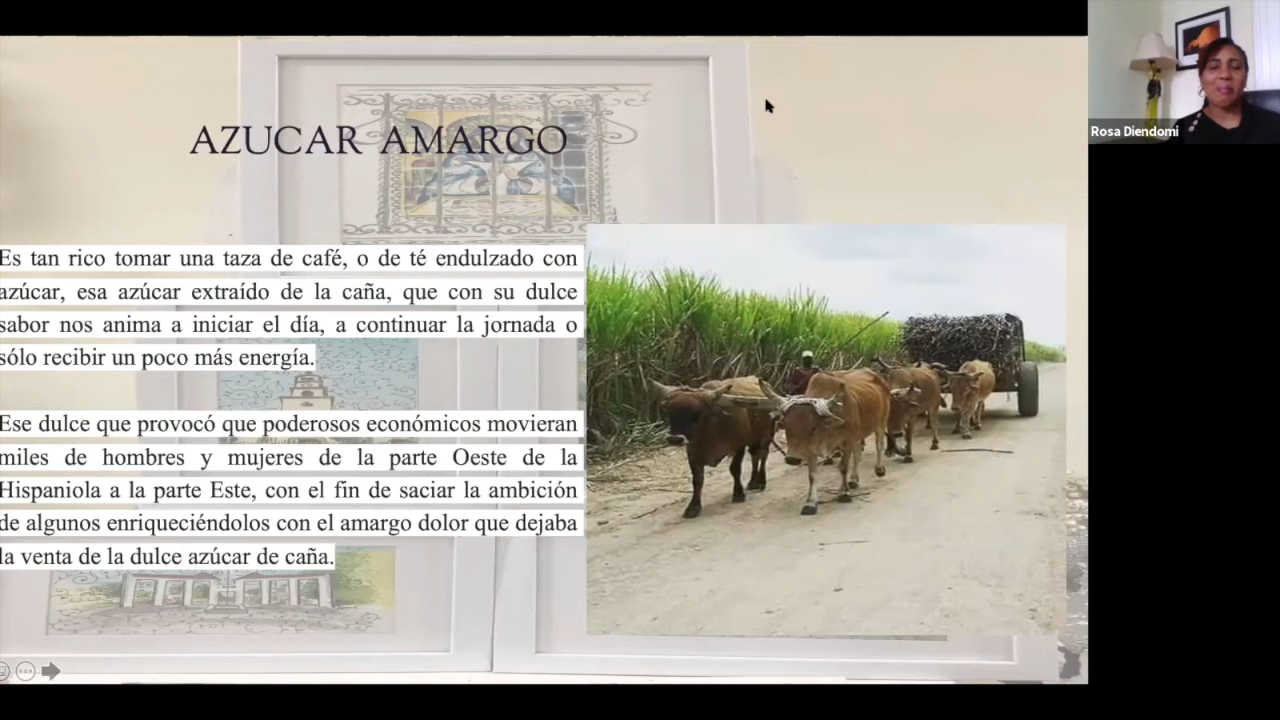 AZUCAR AMARGO
Rosa Diendomi
Es tan rico tomar una taza de café, o de té endulzado con
azúcar, esa azúcar extraído de la caña, que con su dulce
sabor nos anima a iniciar el día, a continuar la jornada o
sólo recibir un poco más energía.
Ese dulce que provocó que poderosos económicos movieran
miles de hombres y mujeres de la parte Oeste de la
Hispaniola a la parte Este, con el fin de saciar la ambición
de algunos enriqueciéndolos con el amargo dolor que dejaba
la venta de la dulce azúcar de caña.